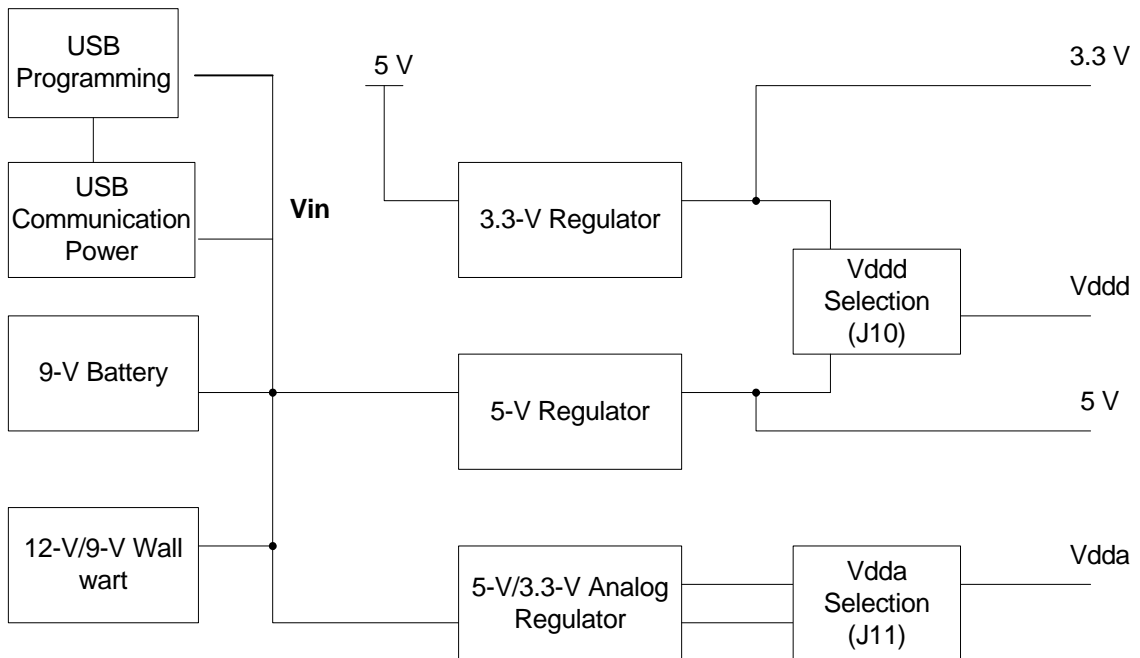 USB
Programming
5 V
3.3 V
USB
Communication
Power
Vin
3.3-V Regulator
Vddd
Selection
(J10)
Vddd
9-V Battery
5-V Regulator
5 V
12-V/9-V Wall
wart
5-V/3.3-V Analog
Regulator
Vdda
Selection
(J11)
Vdda